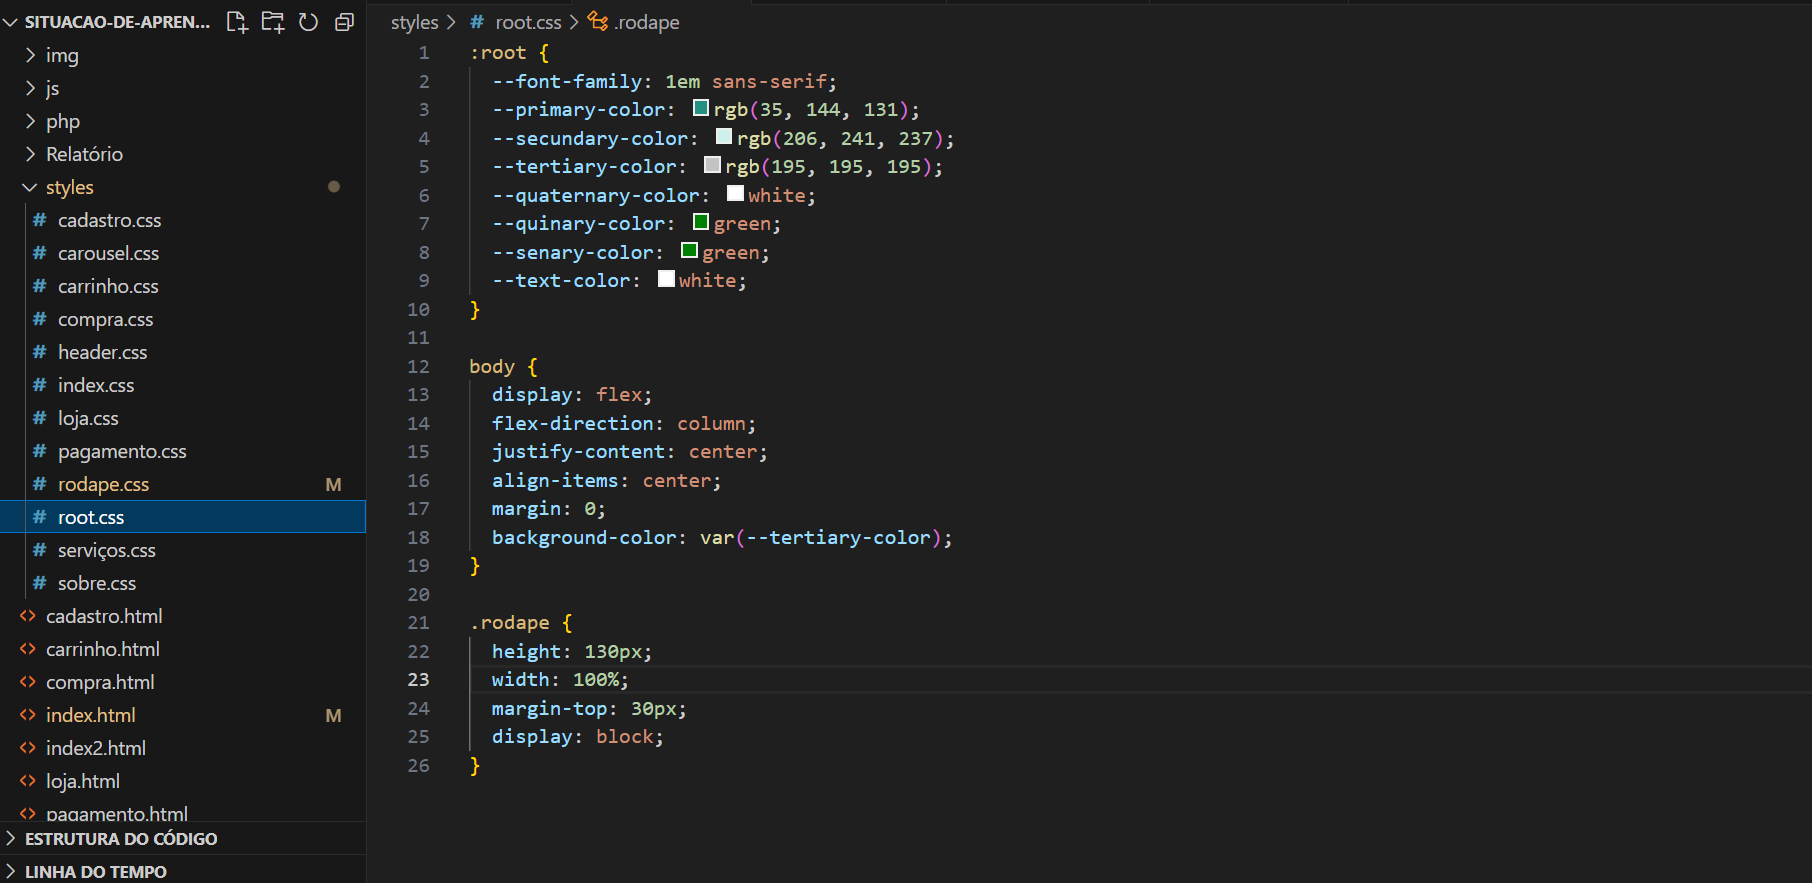 SITUACAO-DE-APREN...
img
js
php
Relatório
styles
# cadastro.css
# carousel.css
# carrinho.css
# compra.css
# header.css
# index.css
# loja.css
# pagamento.css
# rodape.css M
# root.css
# serviços.css
# sobre.css
<> cadastro.html
<> carrinho.html
<> compra.html
<> index.html M
<> index2.html
<> loja.html
<> pagamento.html
ESTRUTURA DO CÓDIGO
LINHA DO TEMPO
styles > # root.css > .rodape
1 :root {
2 --font-family: 1em sans-serif;
3 --primary-color: rgb(35, 144, 131);
4 --secundary-color: rgb(206, 241, 237);
5 --tertiary-color: rgb(195, 195, 195);
6 --quaternary-color: white;
7 --quinary-color: green;
8 --senary-color: green;
9 --text-color: white;
10 }
11
12 body {
13 display: flex;
14 flex-direction: column;
15 justify-content: center;
16 align-items: center;
17 margin: 0;
18 background-color: var(--tertiary-color);
19 }
20
21 .rodape {
22 height: 130px;
23 width: 100%;
24 margin-top: 30px;
25 display: block;
26 }